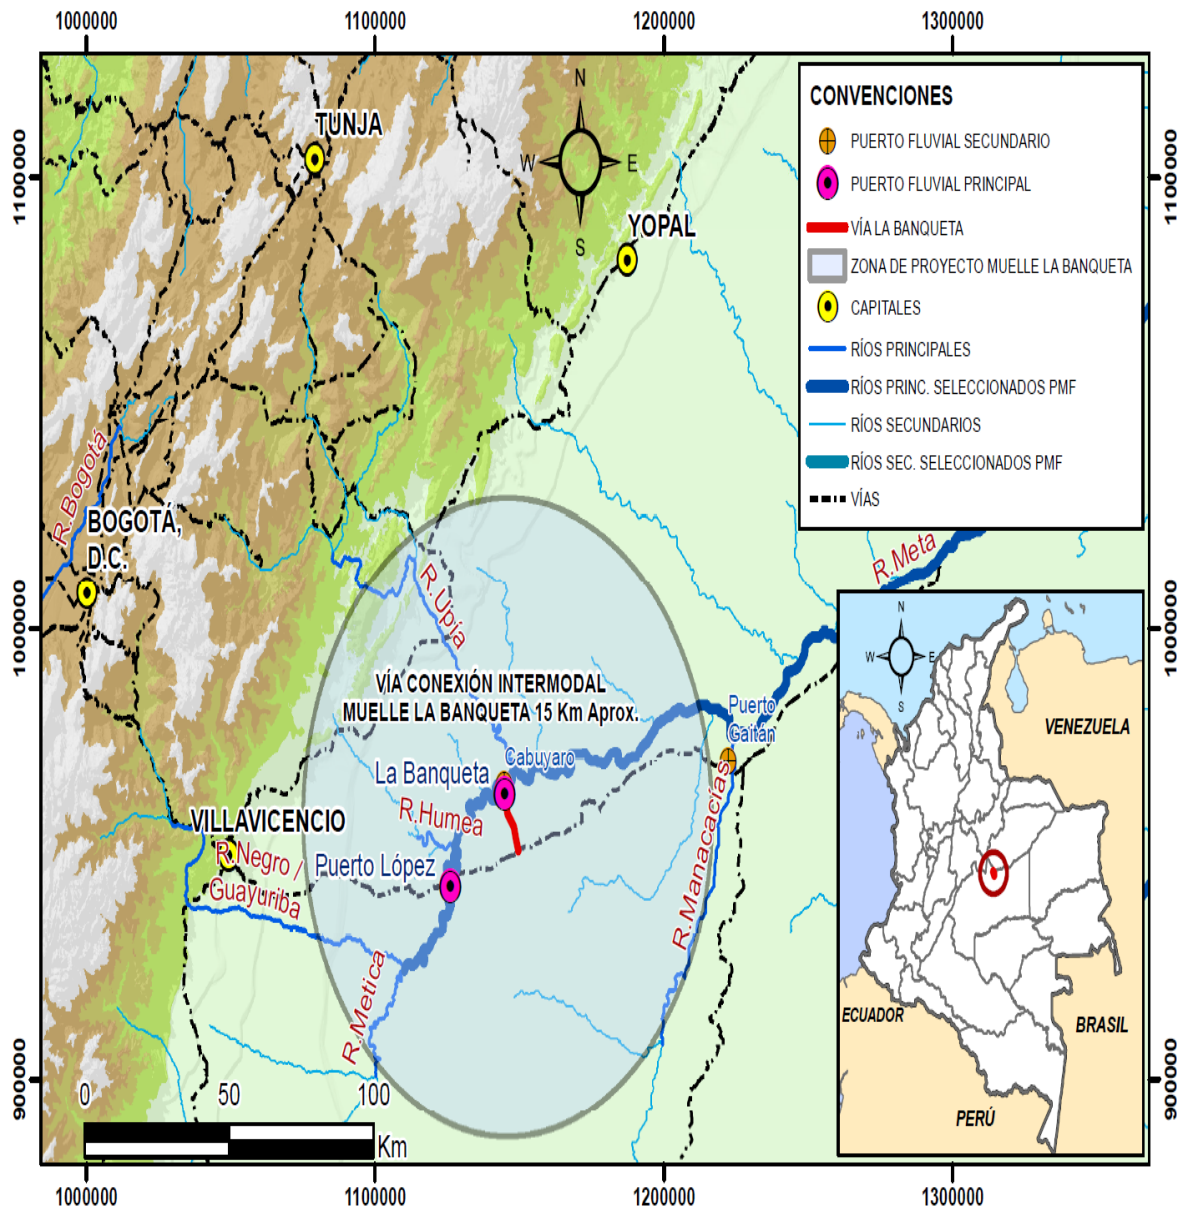 1000000
1100000
1200000
1300000
1100000
1000000
900000
1100000
1000000
900000
N
W
E
S
TUNJA
YOPAL
CONVENCIONES
PUERTO FLUVIAL SECUNDARIO
PUERTO FLUVIAL PRINCIPAL
VÍA LA BANQUETA
ZONA DE PROYECTO MUELLE LA BANQUETA
CAPITALES
RÍOS PRINCIPALES
RÍOS PRINC. SELECCIONADOS PMF
RÍOS SECUNDARIOS
RÍOS SEC. SELECCIONADOS PMF
VÍAS
R.Bogotá
BOGOTÁ,
D.C.
R.Upía
R.Meta
VÍA CONEXIÓN INTERMODAL
MUELLE LA BANQUETA 15 Km Aprox.
Puerto
Gaitán
Cabuyaro
La Banqueta
R.Humea
VILLAVICENCIO
R.Negro /
Guayuriba
Puerto López
R.Manacacías
R.Metica
N
W
E
S
VENEZUELA
ECUADOR
BRASIL
PERÚ
0
50
100
Km
1000000
1100000
1200000
1300000